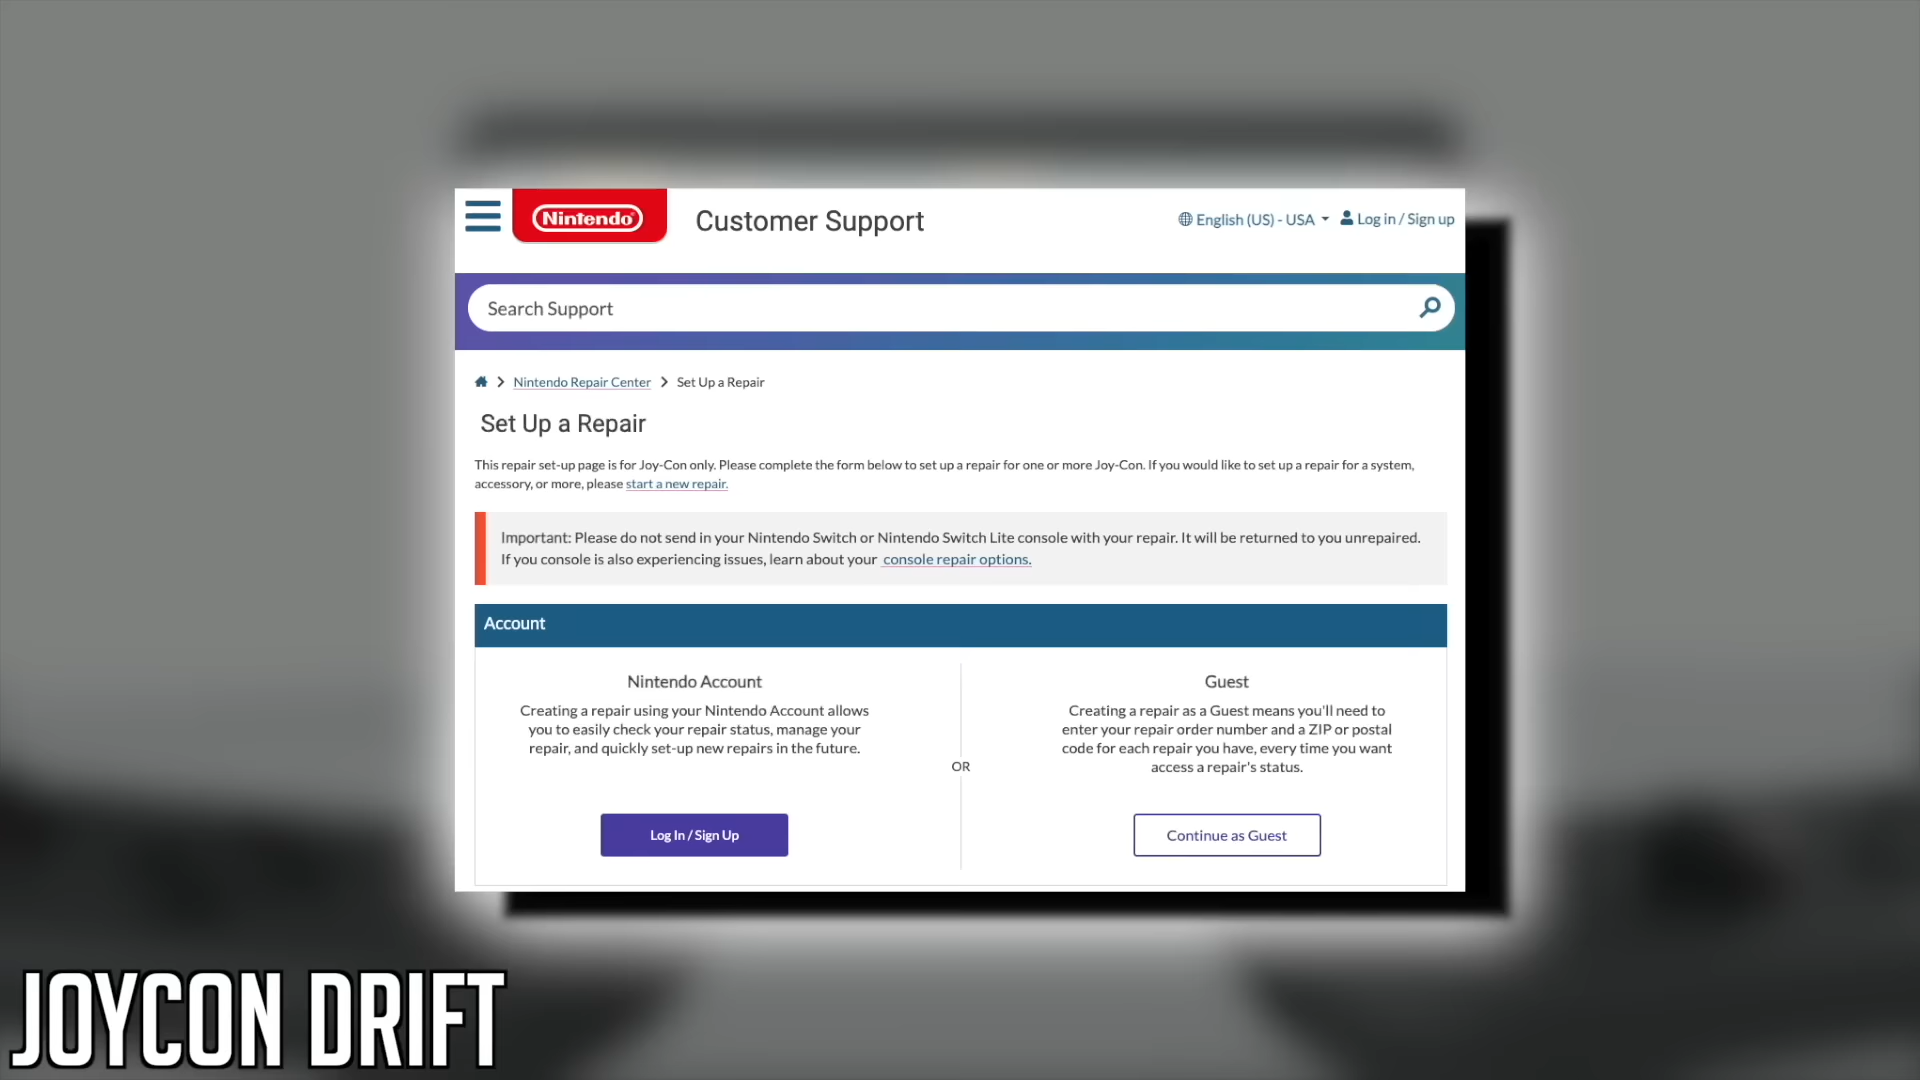 Nintendo
Customer Support
English (US) - USA
Log in / Sign up
Search Support
Nintendo Repair Center
Set Up a Repair
Set Up a Repair
This repair set-up page is for Joy-Con only. Please complete the form below to set up a repair for one or more Joy-Con. If you would like to set up a repair for a system,
accessory, or more, please start a new repair.
Important: Please do not send in your Nintendo Switch or Nintendo Switch Lite console with your repair. It will be returned to you unrepaired.
If you console is also experiencing issues, learn about your console repair options.
Account
Nintendo Account
Creating a repair using your Nintendo Account allows
you to easily check your repair status, manage your
repair, and quickly set-up new repairs in the future.
Log In / Sign Up
OR
Guest
Creating a repair as a Guest means you'll need to
enter your repair order number and a ZIP or postal
code for each repair you have, every time you want
access a repair's status.
Continue as Guest
JOYCON DRIFT